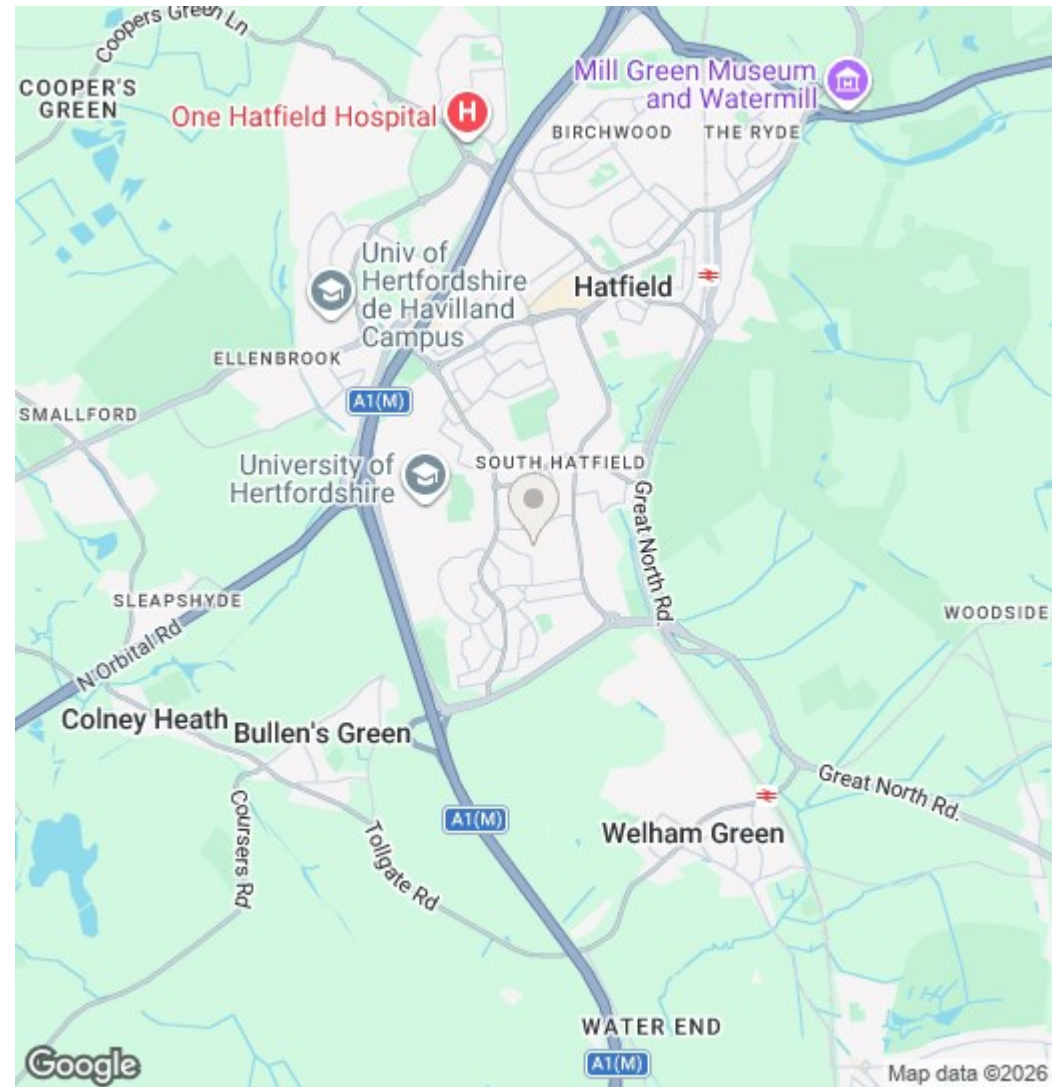 Coopers Green Ln
COOPER'S
GREEN
One Hatfield Hospital
H
Mill Green Museum
and Watermill
BIRCHWOOD
THE RYDE
Univ of
Hertfordshire
de Havilland
Campus
Hatfield
ELLENBROOK
A1(M)
SMALLFORD
University of
Hertfordshire
SOUTH HATFIELD
Great North Rd.
SLEAPSHYDE
WOODSIDE
N Orbital Rd
Colney Heath
Bullen's Green
Great North Rd.
Coursers Rd
A1(M)
Tollgate Rd
Welham Green
WATER END
A1(M)
Google
Map data ©2026